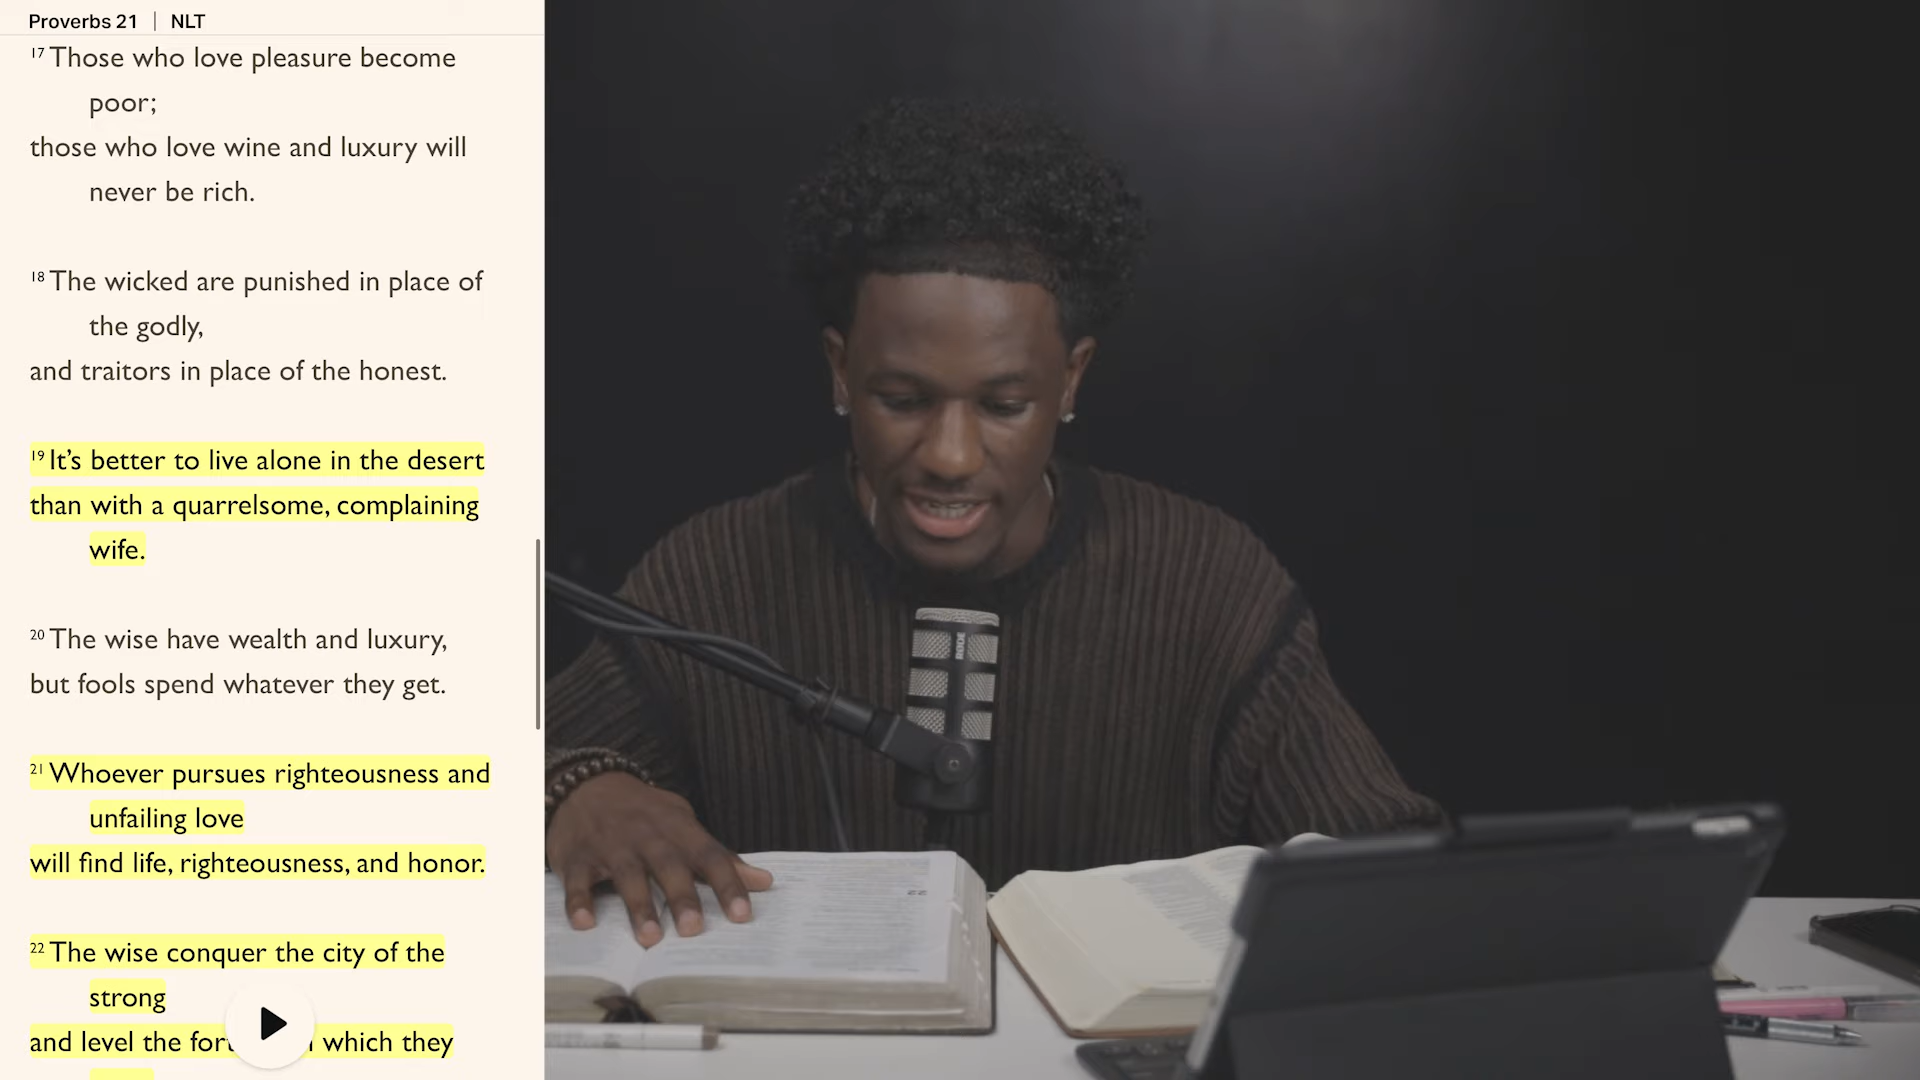 Proverbs 21 | NLT
17 Those who love pleasure become
poor;
those who love wine and luxury will
never be rich.
18 The wicked are punished in place of
the godly,
and traitors in place of the honest.
19 It's better to live alone in the desert
than with a quarrelsome, complaining
wife.
20 The wise have wealth and luxury,
but fools spend whatever they get.
21 Whoever pursues righteousness and
unfailing love
will find life, righteousness, and honor.
22 The wise conquer the city of the
strong
and level the which they
RODE